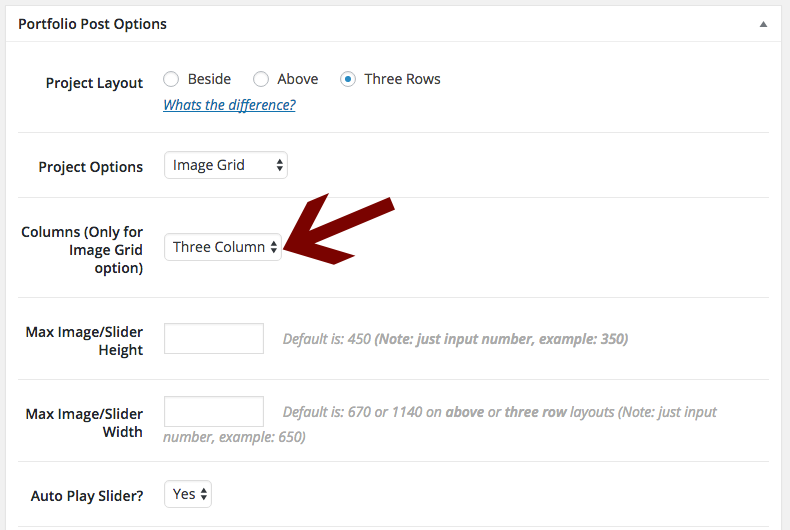 Portfolio Post Options
Project Layout
Beside Above Three Rows
Whats the difference?
Project Options
Image Grid
Columns (Only for
Image Grid
option)
Three Column
Max Image/Slider
Height
Default is: 450 (Note: just input number, example: 350)
Max Image/Slider
Width
Default is: 670 or 1140 on above or three row layouts (Note: just input
number, example: 650)
Auto Play Slider?
Yes